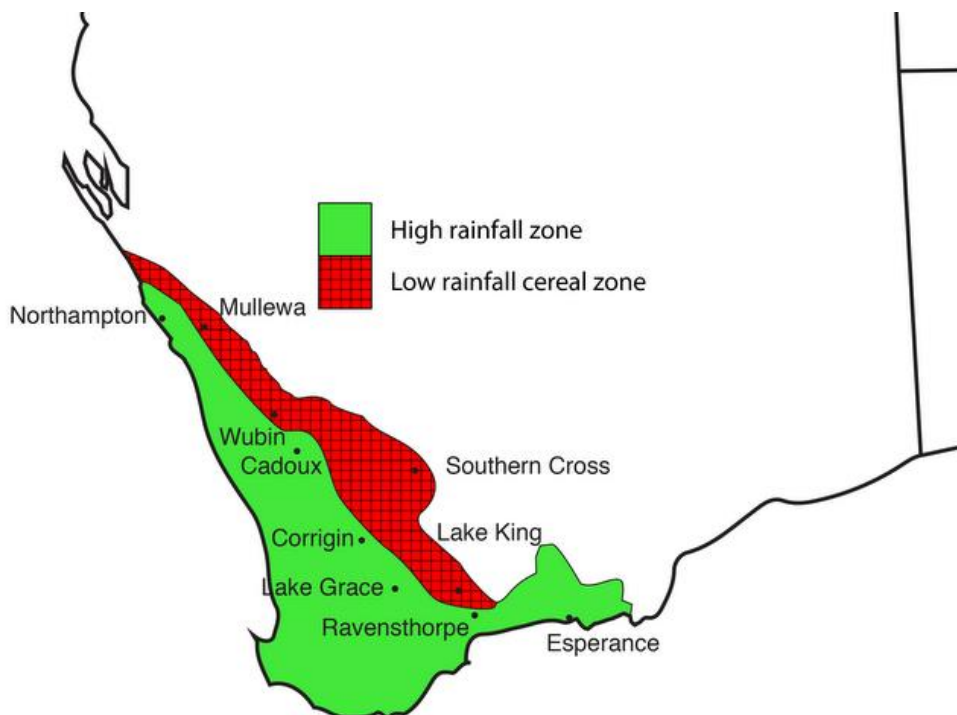 High rainfall zone
Low rainfall cereal zone
Northampton
Mullewa
Wubin
Cadoux
Southern Cross
Corrigin
Lake King
Lake Grace
Ravensthorpe
Esperance